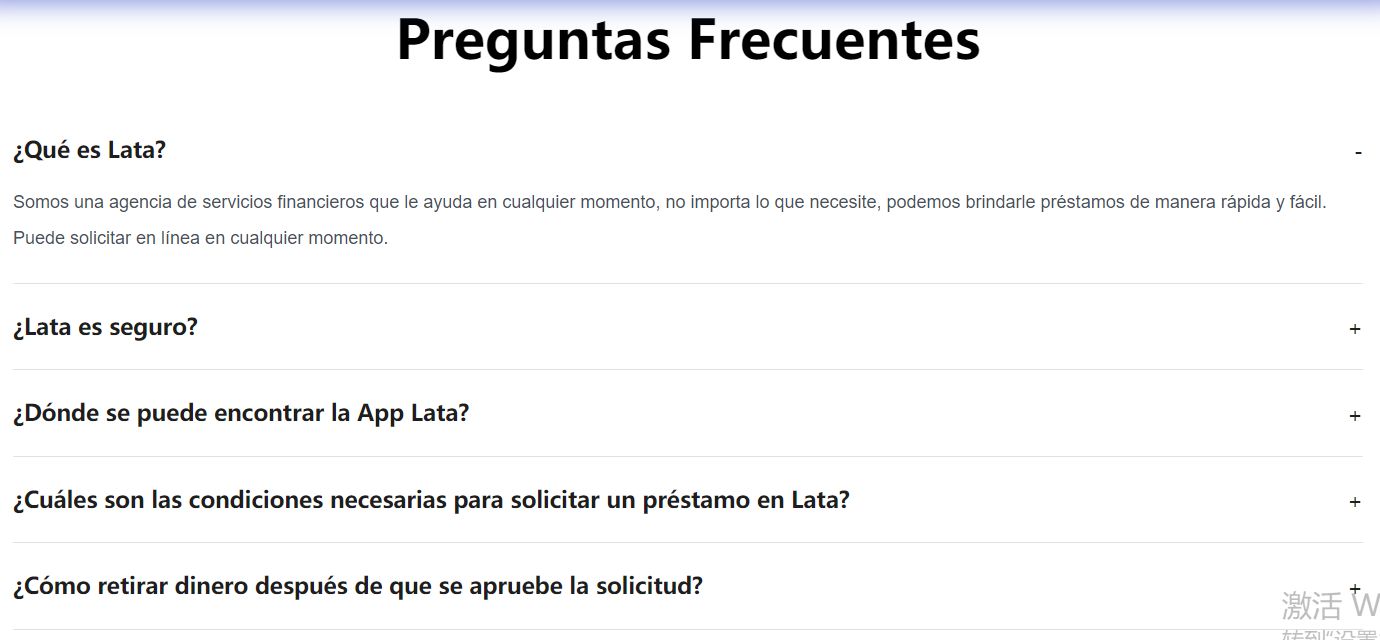 Preguntas Frecuentes
¿Qué es Lata?
-
Somos una agencia de servicios financieros que le ayuda en cualquier momento, no importa lo que necesite, podemos brindarle préstamos de manera rápida y fácil.
Puede solicitar en línea en cualquier momento.
¿Lata es seguro?
+
¿Dónde se puede encontrar la App Lata?
+
¿Cuáles son las condiciones necesarias para solicitar un préstamo en Lata?
+
¿Cómo retirar dinero después de que se apruebe la solicitud?
+
激活 W
转到“设置